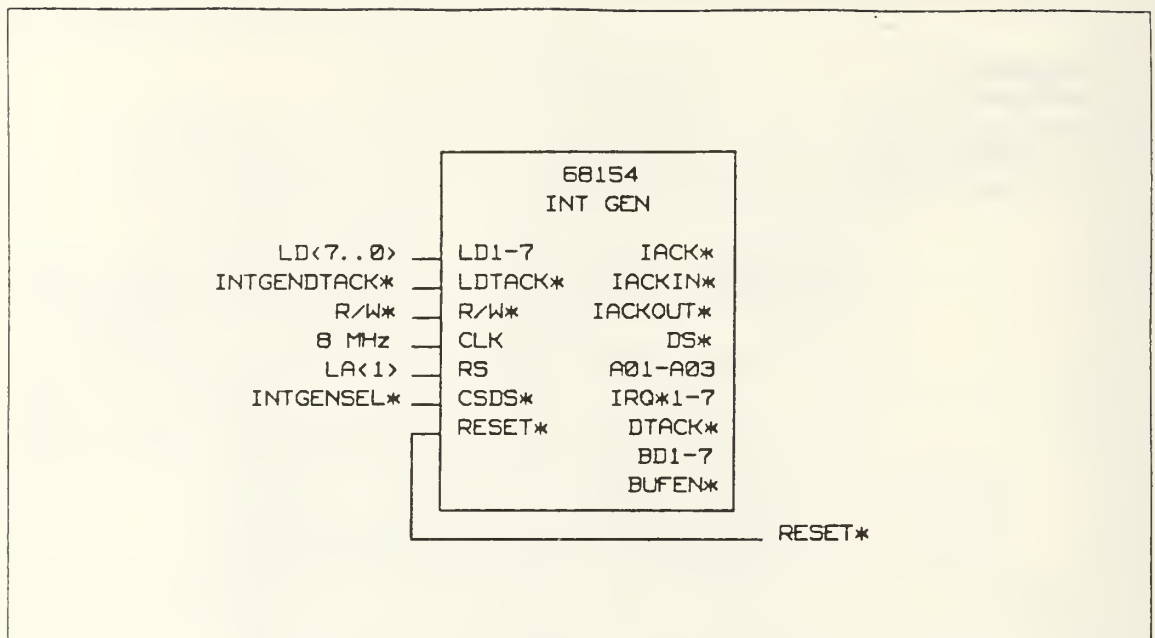 68154
INT GEN
LD<7..0> LD1-7 IACK*
INTGENDTACK* LDTACK* IACKIN*
R/W* R/W* IACKOUT*
8 MHz CLK DS*
LA<1> RS A01-A03
INTGENSEL* CSDS* IRQ*1-7
RESET* DTACK*
BD1-7
BUFEN*
RESET*